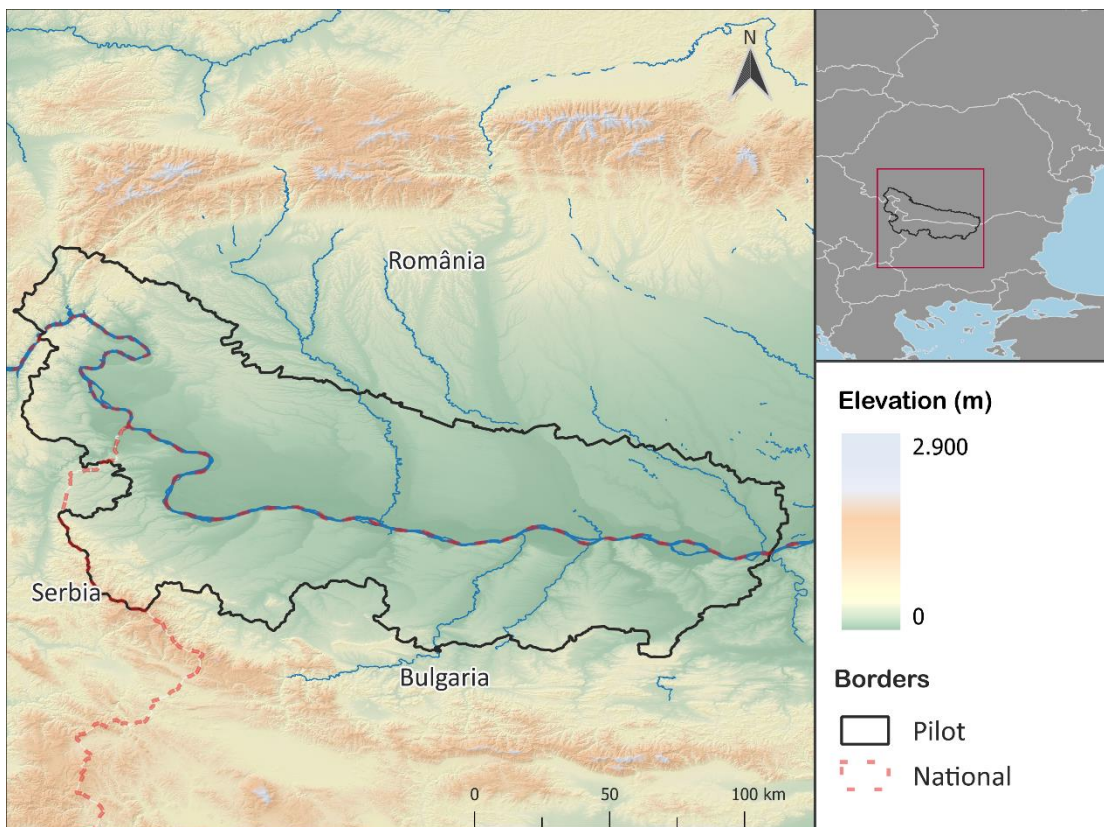 N
România
Serbia
Bulgaria
0 50 100 km
Elevation (m)
2.900
0
Borders
Pilot
National